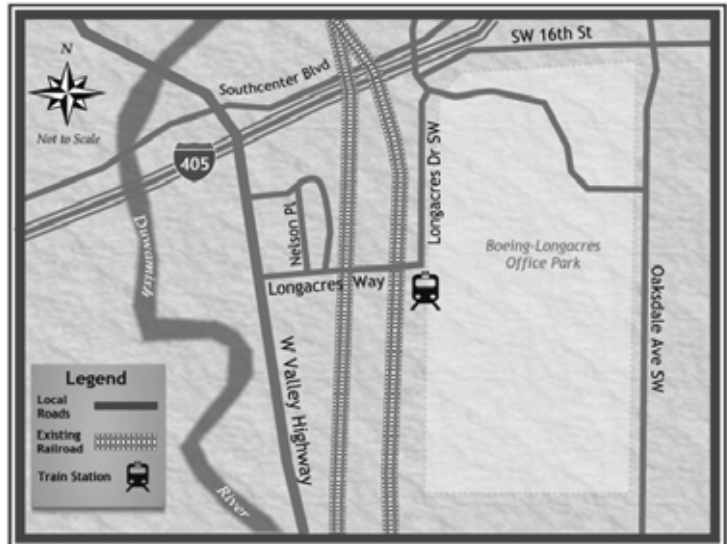 N
Not to Scale
SW 16th St
Southcenter Blvd
405
Longacres Dr SW
Nelson Pl
Duwamish
Boeing-Longacres
Office Park
Longacres Way
Oaksdale Ave SW
W Valley Highway
River
Legend
Local
Roads
Existing
Railroad
Train Station